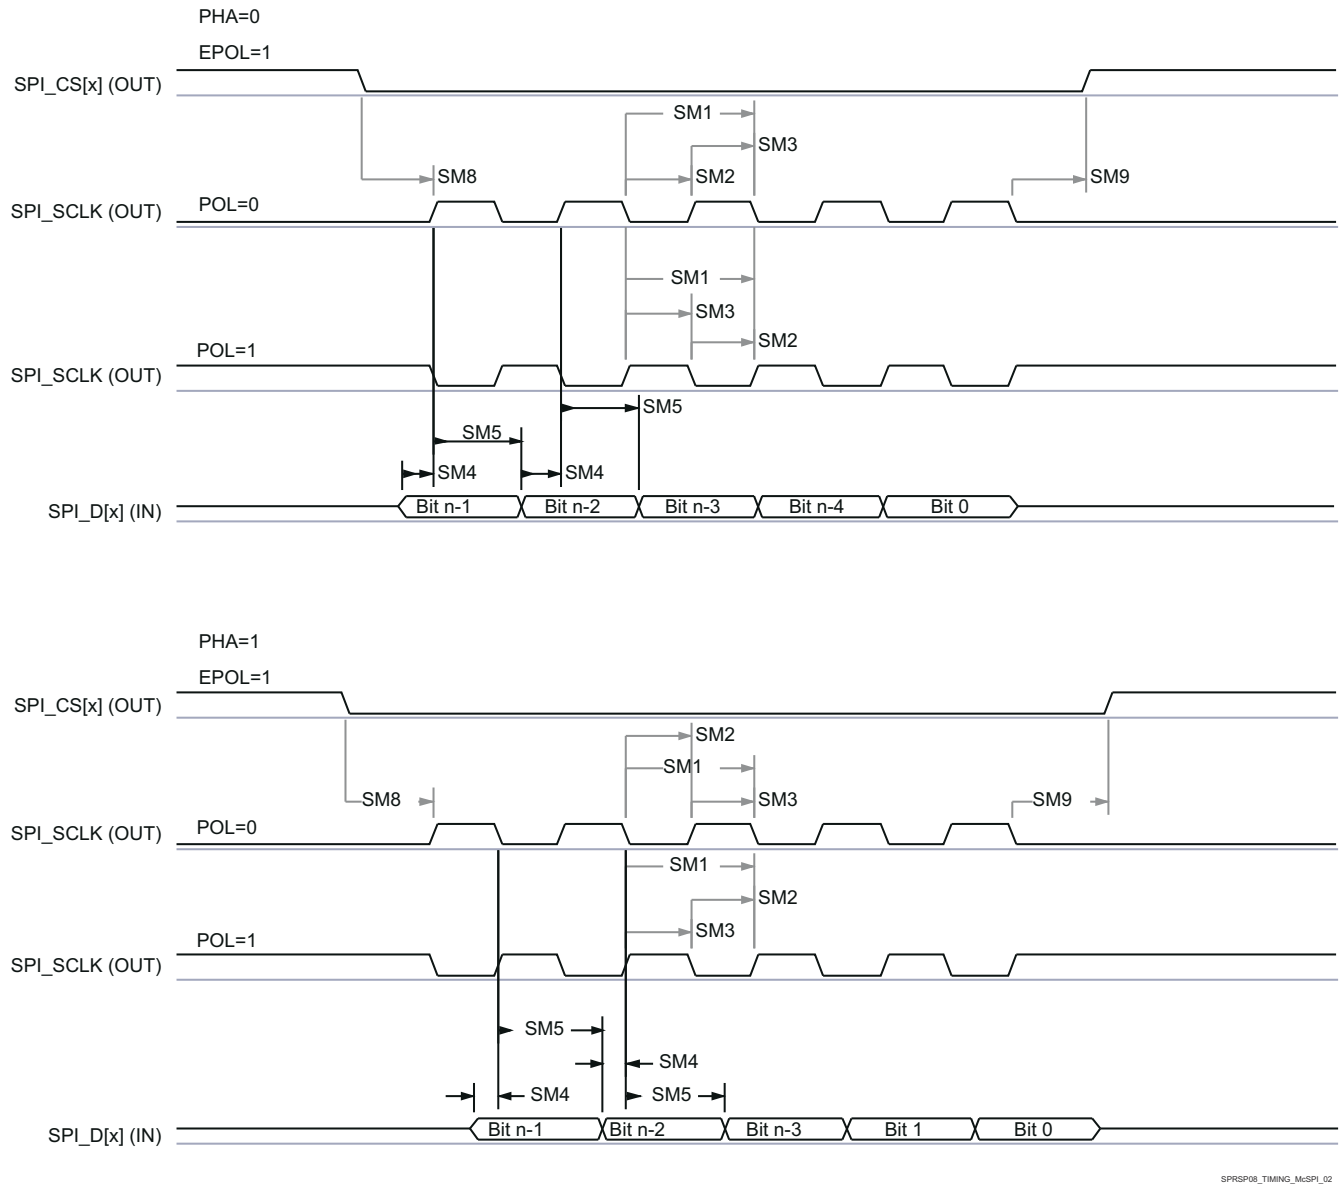 PHA=0
EPOL=1
SPI_CS[x] (OUT)
SM1
SM3
SM8
SM2
SM9
SPI_SCLK (OUT)
POL=0
SM1
SM3
SM2
POL=1
SPI_SCLK (OUT)
SM5
SM5
SM4
SM4
SPI_D[x] (IN)
Bit n-1
Bit n-2
Bit n-3
Bit n-4
Bit 0
PHA=1
EPOL=1
SPI_CS[x] (OUT)
SM2
SM1
SM8
SM3
SM9
SPI_SCLK (OUT)
POL=0
SM1
SM2
SM3
POL=1
SPI_SCLK (OUT)
SM5
SM4
SM4
SM5
SPI_D[x] (IN)
Bit n-1
Bit n-2
Bit n-3
Bit 1
Bit 0
SPRSP08_TIMING_McSPI_02